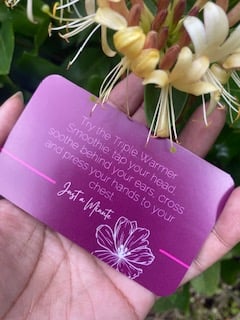 Try the Triple Warmer
Smoothie: tap your head,
soothe behind your ears, cross
and press your hands to your
chest.
Just a Minute